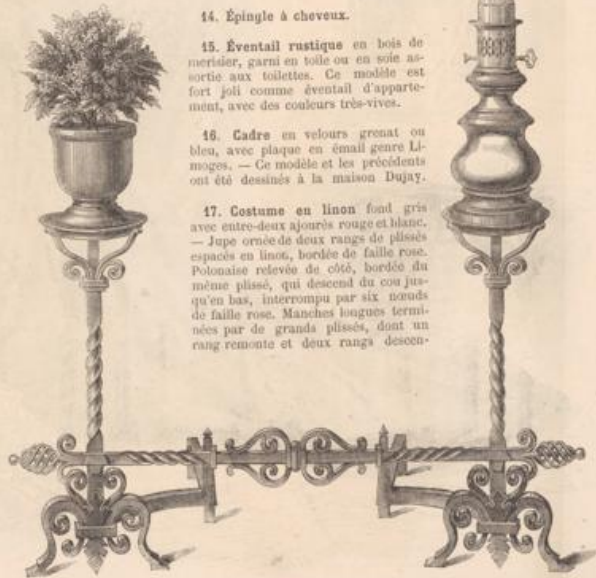 14. Épingle à cheveux.
15. Éventail rustique en bois de
merisier, garni en toile ou en soie as-
sortie aux toilettes. Ce modèle est
fort joli comme éventail d'apparte-
ment, avec des couleurs très-vives.
16. Cadre en velours grenat ou
bleu, avec plaque en émail genre Li-
moges. — Ce modèle et les précédents
ont été dessinés à la maison Dujay.
17. Costume en linon fond gris
avec entre-deux ajourés rouge et blanc.
— Jupe ornée de deux rangs de plissés
espacés en linon, bordée de faille rose.
Polonaise relevée de côté, bordée du
même plissé, qui descend du cou jus-
qu'en bas, interrompu par six nœuds
de faille rose. Manches longues termi-
nées par de grands plissés, dont un
rang remonte et deux rangs descen-